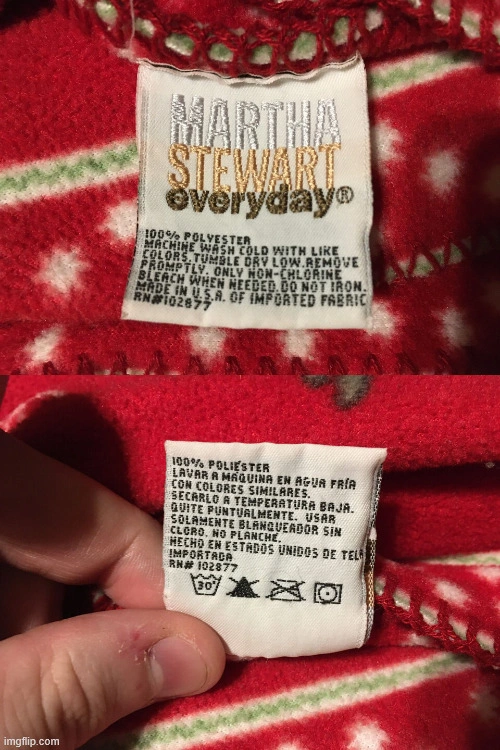 MARTHA
STEWART
everyday®
100% POLYESTER
MACHINE WASH COLD WITH LIKE
COLORS.TUMBLE DRY LOW.REMOVE
PROMPTLY. ONLY NON-CHLORINE
BLEACH WHEN NEEDED.DO NOT IRON.
MADE IN U.S.A. OF IMPORTED FABRIC
RN#102877
100% POLIÉSTER
LAVAR A MAQUINA EN AGUA FRÍA
CON COLORES SIMILARES.
SECARLO A TEMPERATURA BAJA.
QUITE PUNTUALMENTE. USAR
SOLAMENTE BLANQUEADOR SIN
CLORO. NO PLANCHE.
HECHO EN ESTADOS UNIDOS DE TELA
IMPORTADA
RN# 102877
30°
imgflip.com